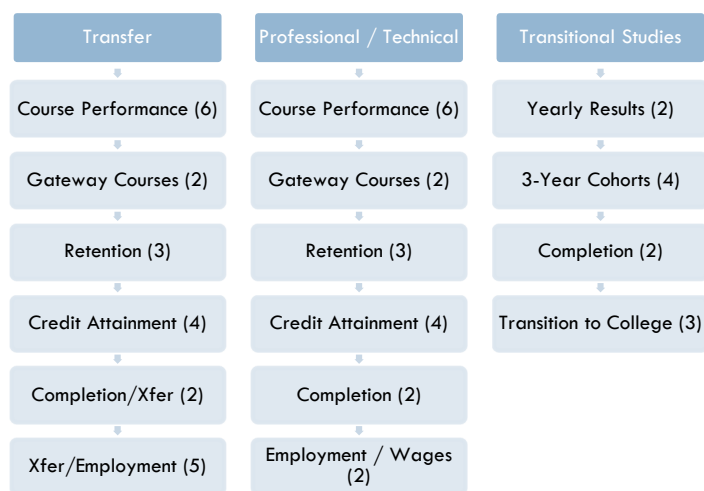 Transfer
Course Performance (6)
Gateway Courses (2)
Retention (3)
Credit Attainment (4)
Completion/Xfer (2)
Xfer/Employment (5)
Professional / Technical
Course Performance (6)
Gateway Courses (2)
Retention (3)
Credit Attainment (4)
Completion (2)
Employment / Wages
(2)
Transitional Studies
Yearly Results (2)
3-Year Cohorts (4)
Completion (2)
Transition to College (3)